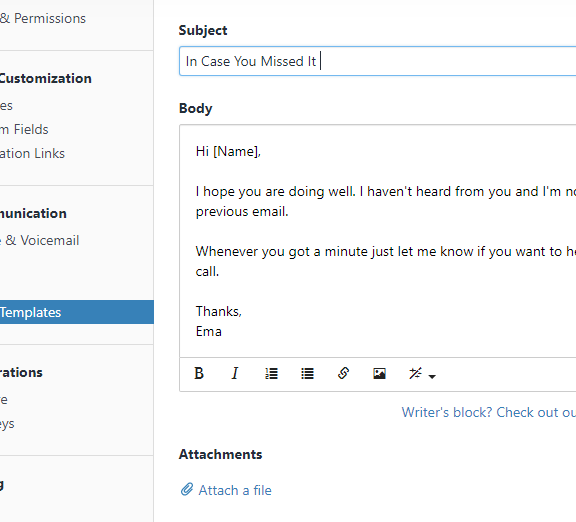 & Permissions
Customization
es
m Fields
ation Links
nunication
e & Voicemail
Templates
rations
re
eys
g
Subject
In Case You Missed It
Body
Hi [Name],
I hope you are doing well. I haven't heard from you and I'm no
previous email.
Whenever you got a minute just let me know if you want to he
call.
Thanks,
Ema
B I
Writer's block? Check out ou
Attachments
Attach a file